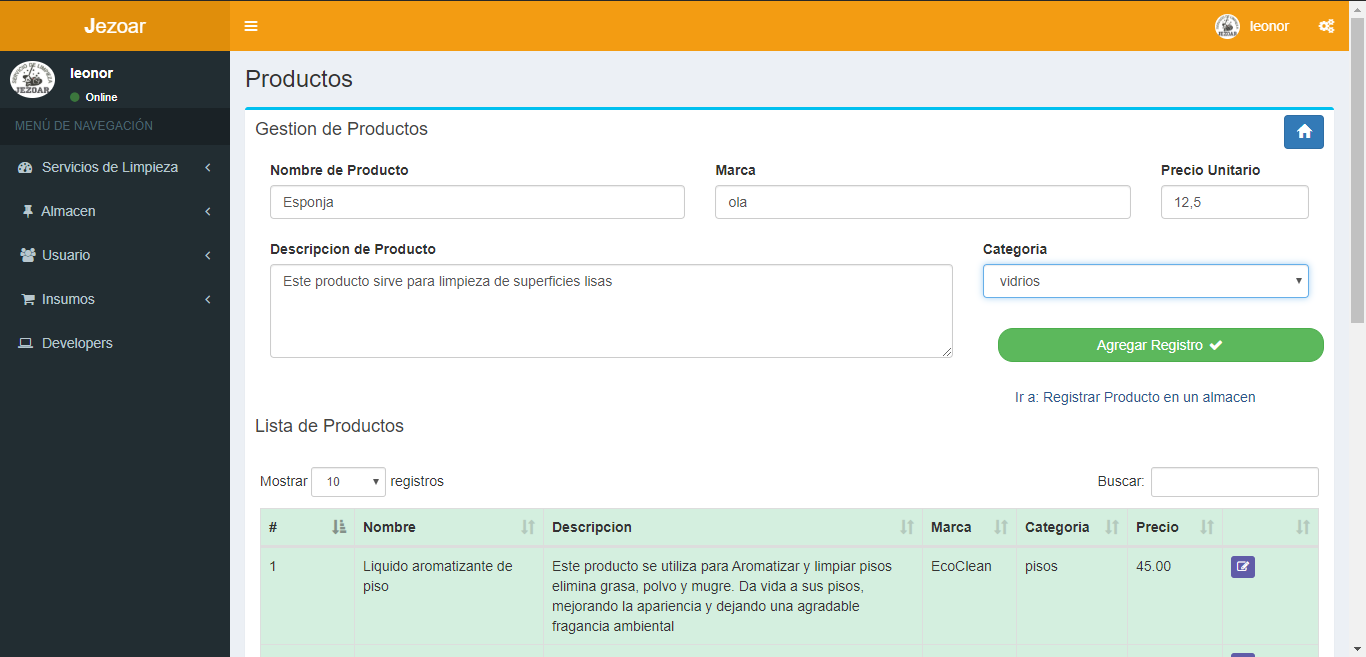 Jezoar
leonor
leonor
Online
MENÚ DE NAVEGACIÓN
Servicios de Limpieza
Almacen
Usuario
Insumos
Developers
Productos
Gestion de Productos
Nombre de Producto
Marca
Precio Unitario
Esponja
ola
12,5
Descripcion de Producto
Categoria
Este producto sirve para limpieza de superficies lisas
vidrios
Agregar Registro
Ir a: Registrar Producto en un almacen
Lista de Productos
Mostrar 10 registros
Buscar:
# Nombre Descripcion Marca Categoria Precio
1 Liquido aromatizante de piso Este producto se utiliza para Aromatizar y limpiar pisos EcoClean pisos 45.00
elimina grasa, polvo y mugre. Da vida a sus pisos,
mejorando la apariencia y dejando una agradable
fragancia ambiental